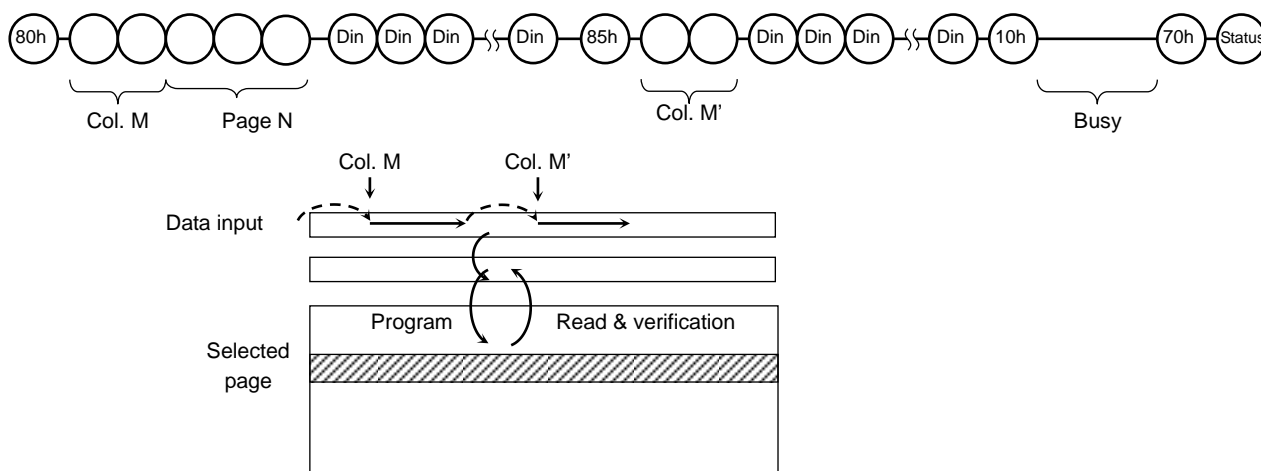 80h Din Din Din Din 85h Din Din Din Din 10h 70h Status
Col. M Page N Col. M’ Busy
Col. M Col. M’
Data input
Program Read & verification
Selected
page